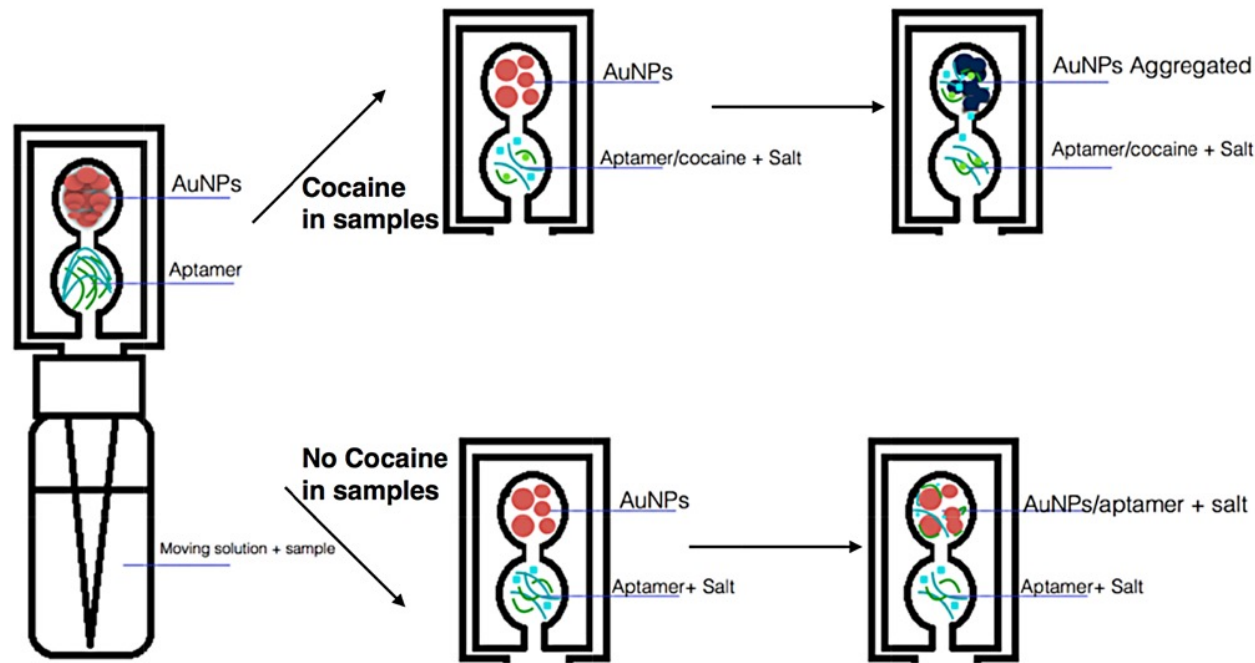 AuNPs
Aptamer
Moving solution + sample
Cocaine
in samples
AuNPs
Aptamer/cocaine + Salt
AuNPs Aggregated
Aptamer/cocaine + Salt
No Cocaine
in samples
AuNPs
Aptamer+ Salt
AuNPs/aptamer + salt
Aptamer+ Salt